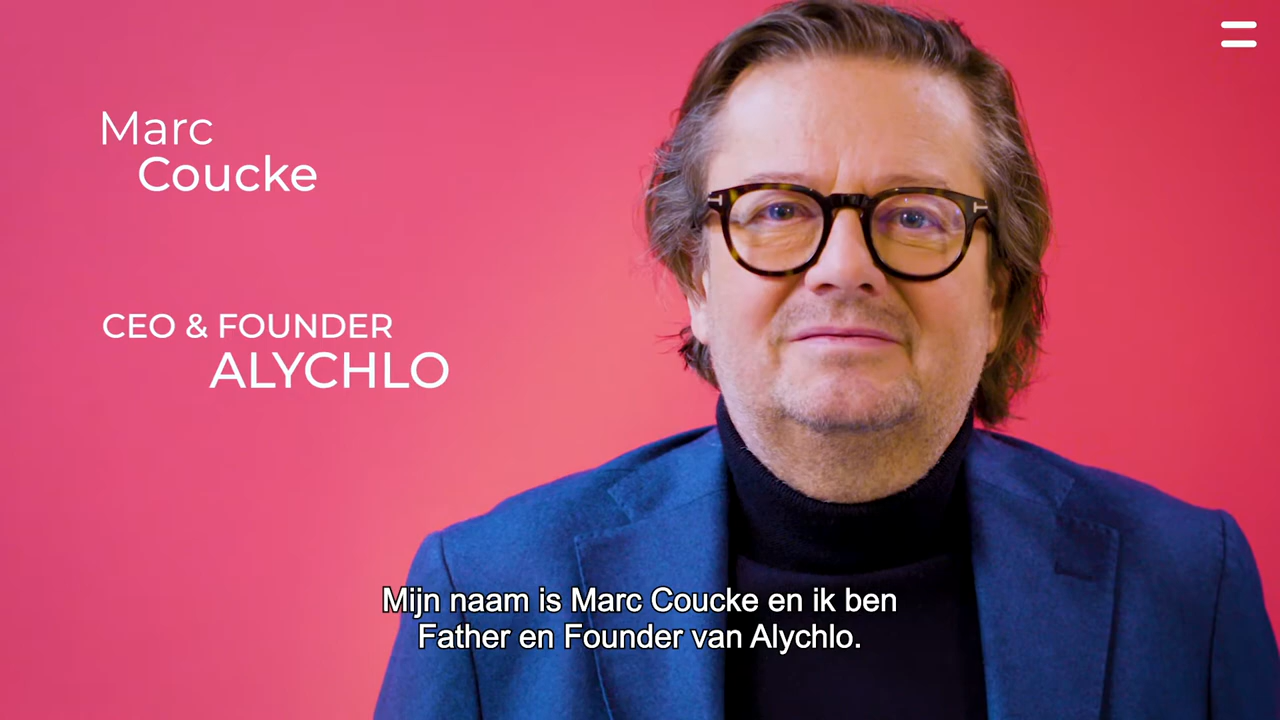 Marc
Coucke
CEO & FOUNDER
ALYCHLO
Mijn naam is Marc Coucke en ik ben
Father en Founder van Alychlo.